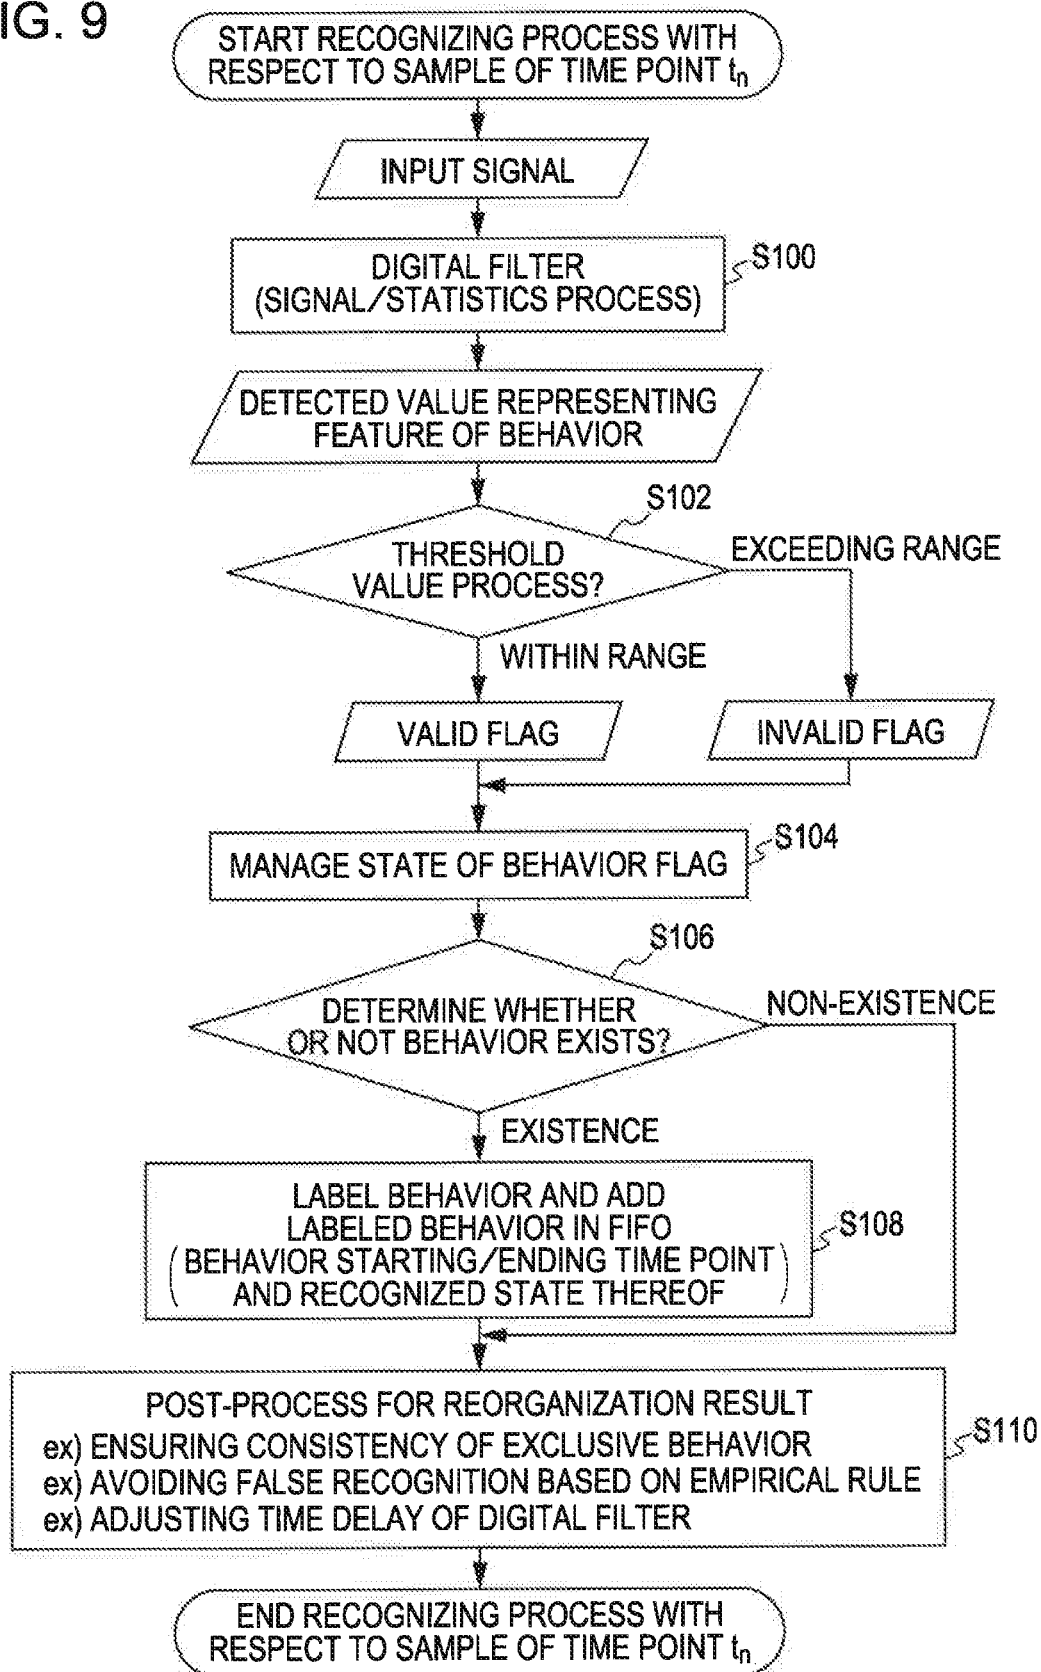 IG. 9
START RECOGNIZING PROCESS WITH
RESPECT TO SAMPLE OF TIME POINT tn
INPUT SIGNAL
S100
DIGITAL FILTER
(SIGNAL/STATISTICS PROCESS)
DETECTED VALUE REPRESENTING
FEATURE OF BEHAVIOR
S102
THRESHOLD
VALUE PROCESS?
EXCEEDING RANGE
WITHIN RANGE
VALID FLAG
INVALID FLAG
S104
MANAGE STATE OF BEHAVIOR FLAG
S106
DETERMINE WHETHER
OR NOT BEHAVIOR EXISTS?
NON-EXISTENCE
EXISTENCE
LABEL BEHAVIOR AND ADD
LABELED BEHAVIOR IN FIFO
(BEHAVIOR STARTING/ENDING TIME POINT
AND RECOGNIZED STATE THEREOF)
S108
POST-PROCESS FOR REORGANIZATION RESULT
ex) ENSURING CONSISTENCY OF EXCLUSIVE BEHAVIOR
ex) AVOIDING FALSE RECOGNITION BASED ON EMPIRICAL RULE
ex) ADJUSTING TIME DELAY OF DIGITAL FILTER
S110
END RECOGNIZING PROCESS WITH
RESPECT TO SAMPLE OF TIME POINT tn